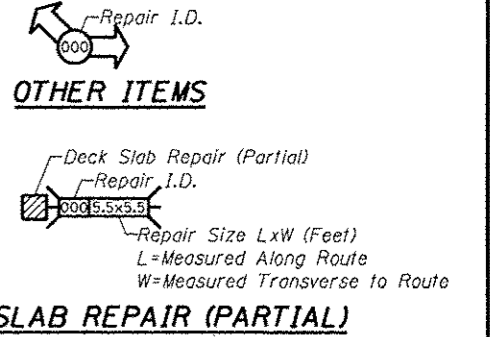 Repair I.D.
000
OTHER ITEMS
Deck Slab Repair (Partial)
Repair I.D.
000 5.5x5.5
Repair Size LxW (Feet)
L=Measured Along Route
W=Measured Transverse to Route
SLAB REPAIR (PARTIAL)